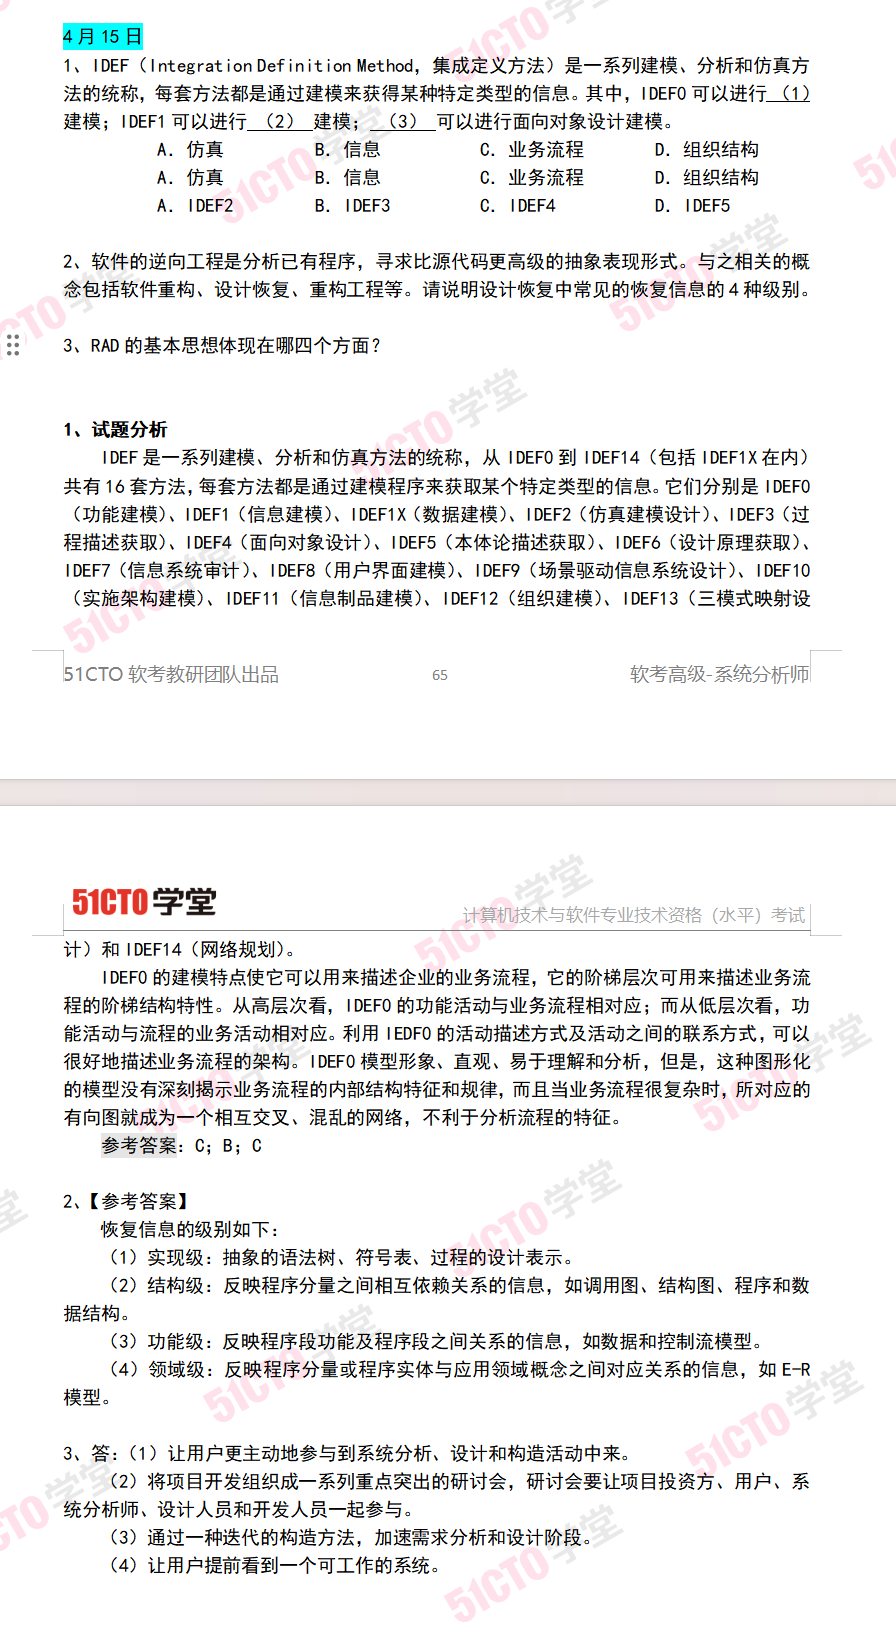 4月15日
1、IDEF（Integration Definition Method，集成定义方法）是一系列建模、分析和仿真方
法的统称，每套方法都是通过建模来获得某种特定类型的信息。其中，IDEF0 可以进行 （1）
建模；IDEF1 可以进行 （2） 建模； （3） 可以进行面向对象设计建模。
A. 仿真 B. 信息 C. 业务流程 D. 组织结构
A. 仿真 B. 信息 C. 业务流程 D. 组织结构
A. IDEF2 B. IDEF3 C. IDEF4 D. IDEF5
2、软件的逆向工程是分析已有程序，寻求比源代码更高级的抽象表现形式。与之相关的概
念包括软件重构、设计恢复、重构工程等。请说明设计恢复中常见的恢复信息的 4 种级别。
3、RAD 的基本思想体现在哪四个方面？
1、试题分析
IDEF 是一系列建模、分析和仿真方法的统称，从 IDEF0 到 IDEF14（包括 IDEF1X 在内）
共有 16 套方法，每套方法都是通过建模程序来获取某个特定类型的信息。它们分别是 IDEF0
（功能建模）、IDEF1（信息建模）、IDEF1X（数据建模）、IDEF2（仿真建模设计）、IDEF3（过
程描述获取）、IDEF4（面向对象设计）、IDEF5（本体论描述获取）、IDEF6（设计原理获取）、
IDEF7（信息系统审计）、IDEF8（用户界面建模）、IDEF9（场景驱动信息系统设计）、IDEF10
（实施架构建模）、IDEF11（信息制品建模）、IDEF12（组织建模）、IDEF13（三模式映射设
51CTO 软考教研团队出品 65 软考高级-系统分析师
51CTO学堂
计算机技术与软件专业技术资格（水平）考试
计）和 IDEF14（网络规划）。
IDEF0 的建模特点使它可以用来描述企业的业务流程，它的阶梯层次可用来描述业务流
程的阶梯结构特性。从高层次看，IDEF0 的功能活动与业务流程相对应；而从低层次看，功
能活动与流程的业务活动相对应。利用 IEDF0 的活动描述方式及活动之间的联系方式，可以
很好地描述业务流程的架构。IDEF0 模型形象、直观、易于理解和分析，但是，这种图形化
的模型没有深刻揭示业务流程的内部结构特征和规律，而且当业务流程很复杂时，所对应的
有向图就成为一个相互交叉、混乱的网络，不利于分析流程的特征。
参考答案：C；B；C
2、【参考答案】
恢复信息的级别如下：
（1）实现级：抽象的语法树、符号表、过程的设计表示。
（2）结构级：反映程序分量之间相互依赖关系的信息，如调用图、结构图、程序和数
据结构。
（3）功能级：反映程序段功能及程序段之间关系的信息，如数据和控制流模型。
（4）领域级：反映程序分量或程序实体与应用领域概念之间对应关系的信息，如 E-R
模型。
3、答：（1）让用户更主动地参与到系统分析、设计和构造活动中来。
（2）将项目开发组织成一系列重点突出的研讨会，研讨会要让项目投资方、用户、系
统分析师、设计人员和开发人员一起参与。
（3）通过一种迭代的构造方法，加速需求分析和设计阶段。
（4）让用户提前看到一个可工作的系统。